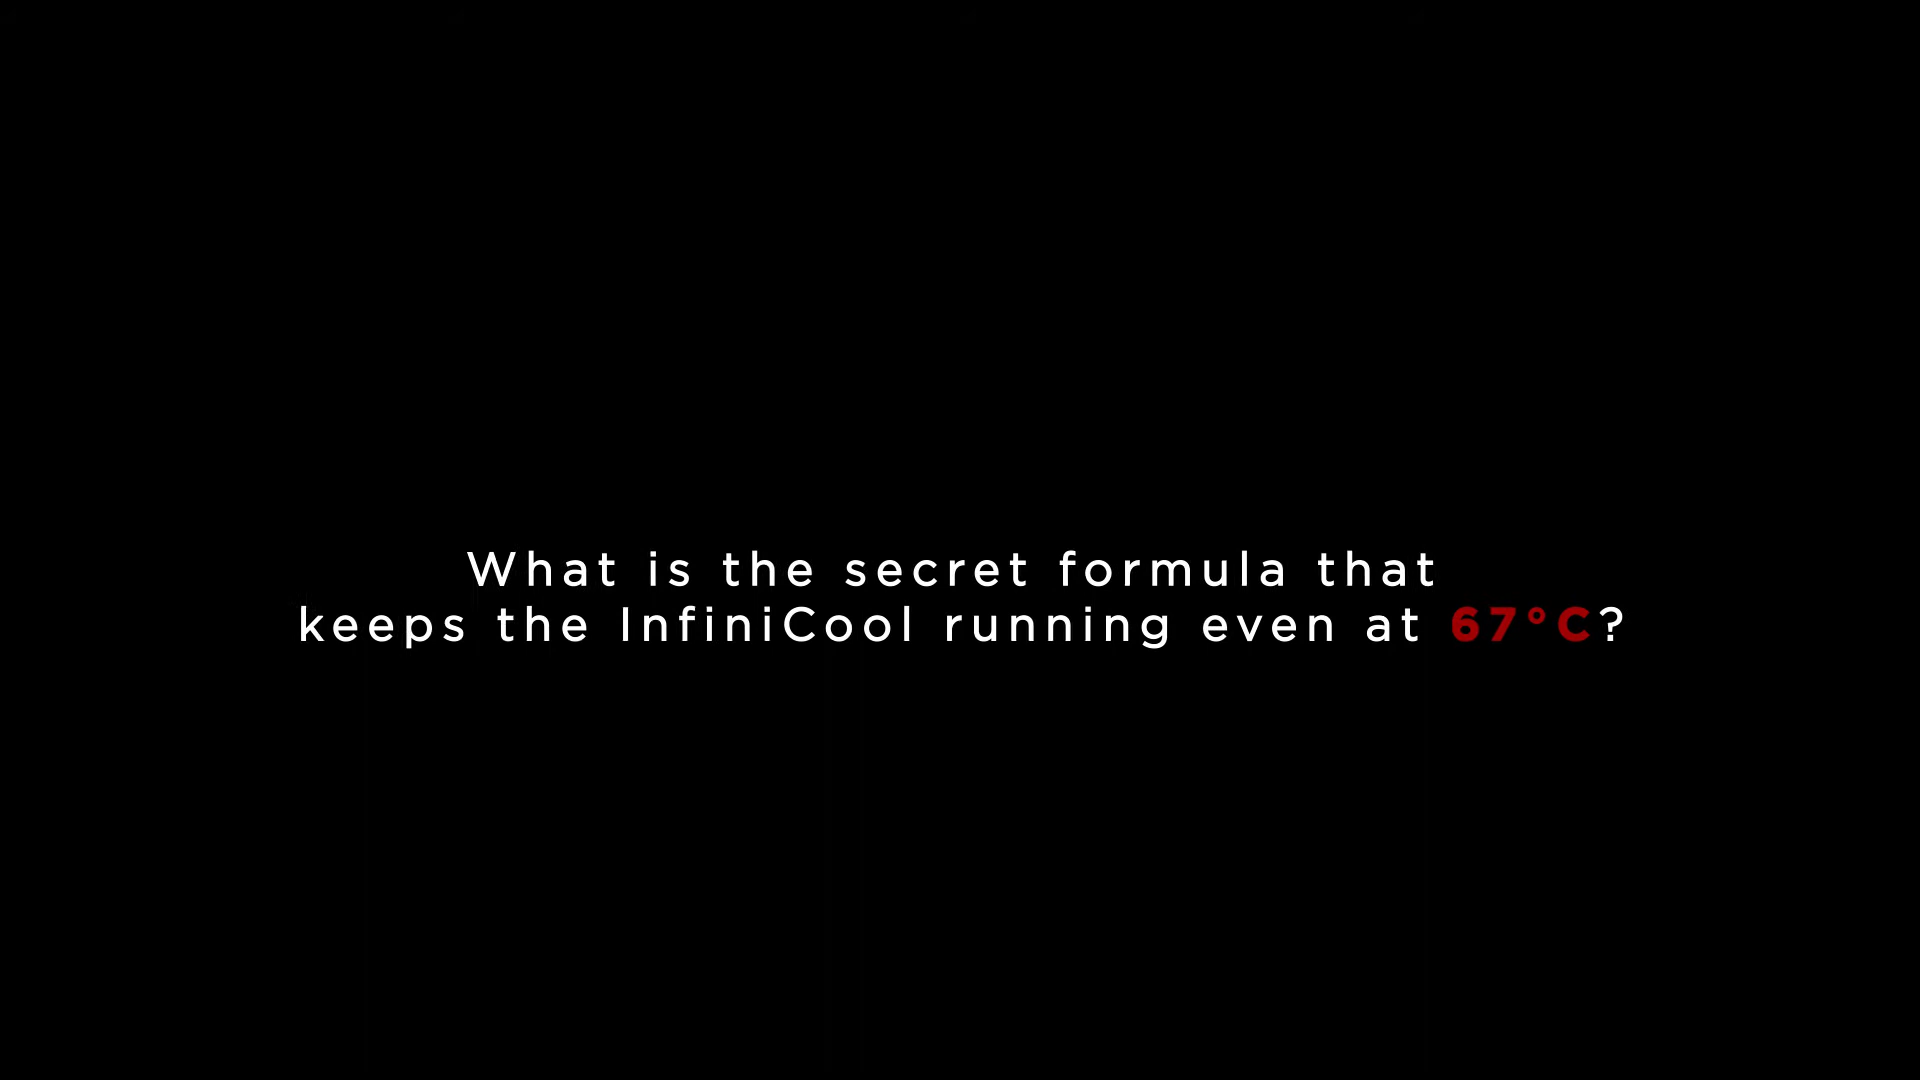 What is the secret formula that
keeps the InfiniCool running even at 67°C?